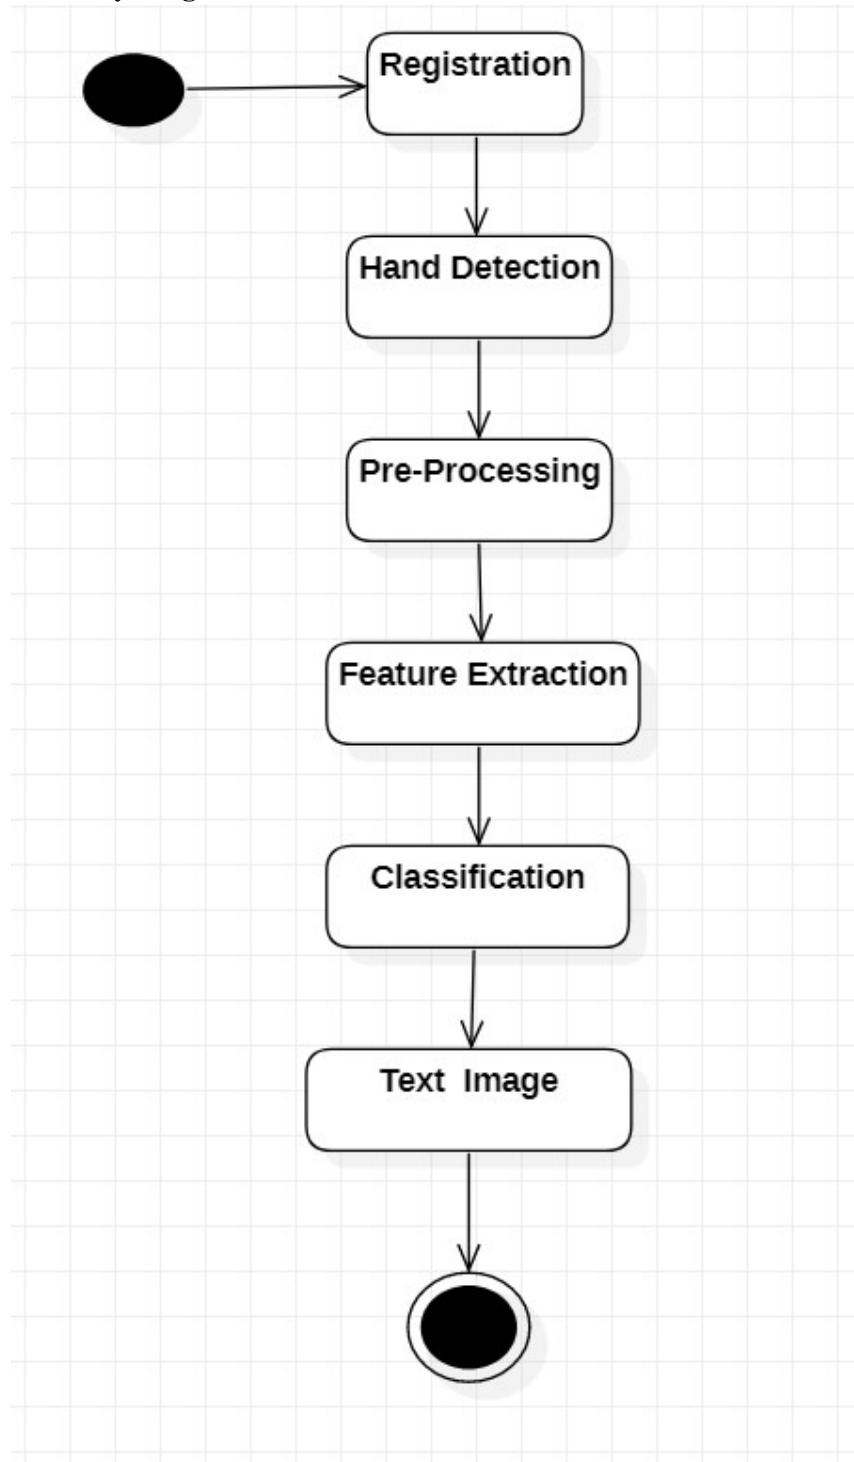 Registration
Hand Detection
Pre-Processing
Feature Extraction
Classification
Text  Image